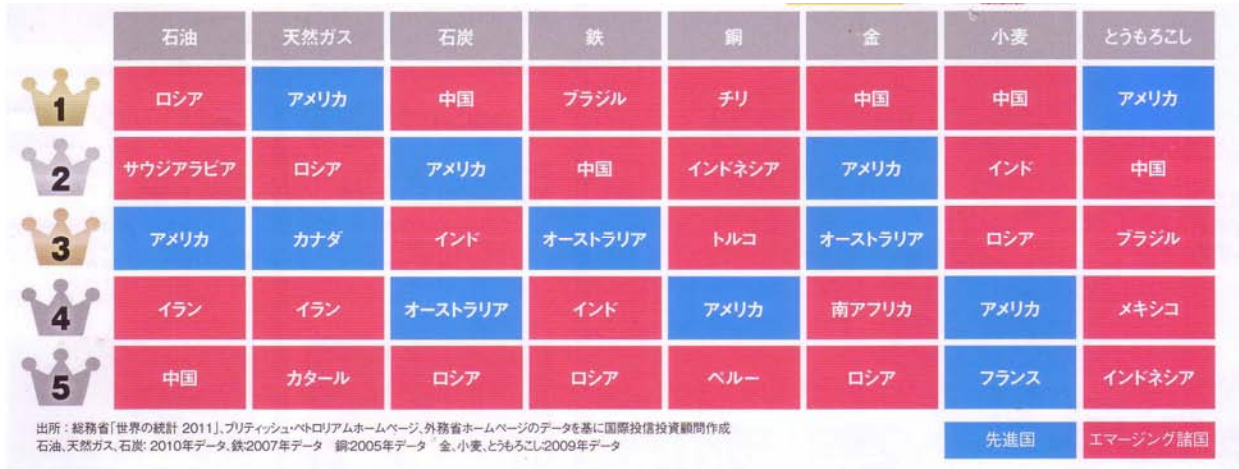 石油 天然ガス 石炭 鉄 銅 金 小麦 とうもろこし
1 ロシア アメリカ 中国 ブラジル チリ 中国 中国 アメリカ
2 サウジアラビア ロシア アメリカ 中国 インドネシア アメリカ インド 中国
3 アメリカ カナダ インド オーストラリア トルコ オーストラリア ロシア ブラジル
4 イラン イラン オーストラリア インド アメリカ 南アフリカ アメリカ メキシコ
5 中国 カタール ロシア ロシア ペルー ロシア フランス インドネシア
出所：総務省「世界の統計 2011」、ブリティッシュ・ペトロリアムホームページ、外務省ホームページのデータを基に国際投信投資顧問作成
石油、天然ガス、石炭：2010年データ、鉄:2007年データ 銅:2005年データ 金、小麦、とうもろこし:2009年データ
先進国 エマージング諸国